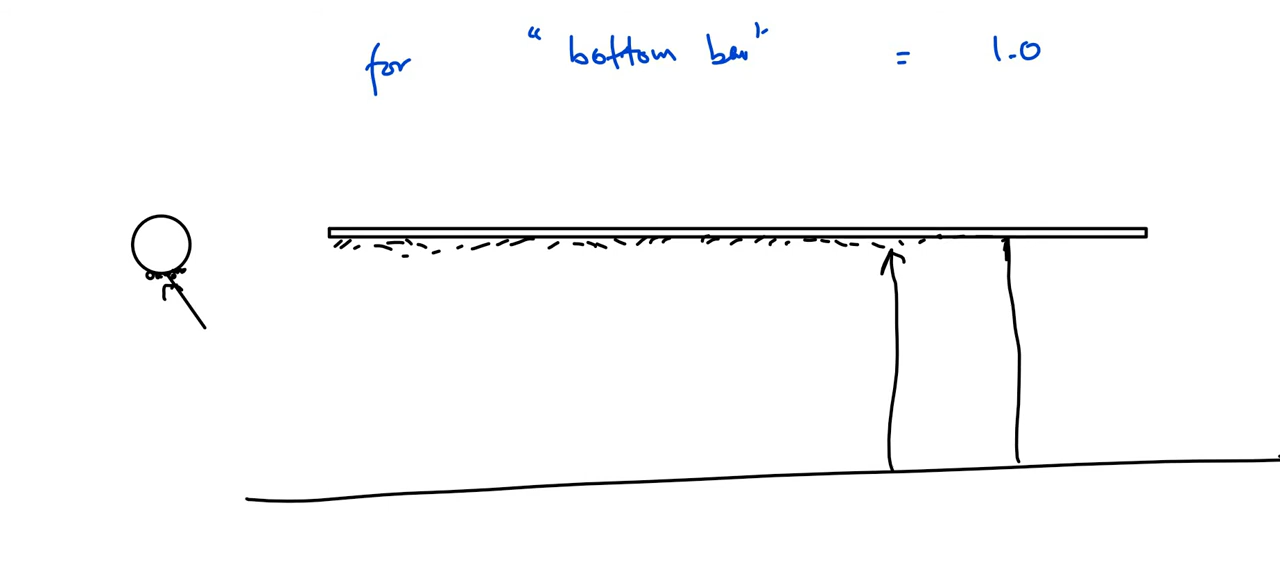 for “ bottom bar” = 1.0